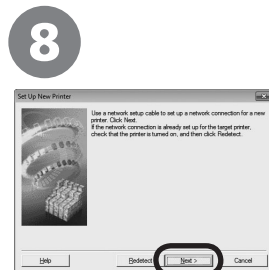 8
Set Up New Printer
Use a network setup cable to set up a network connection for a new
printer. Click Next.
If the network connection is already set up for the target printer,
check that the printer is turned on, and then click Redetect.
Help Redetect Next > Cancel